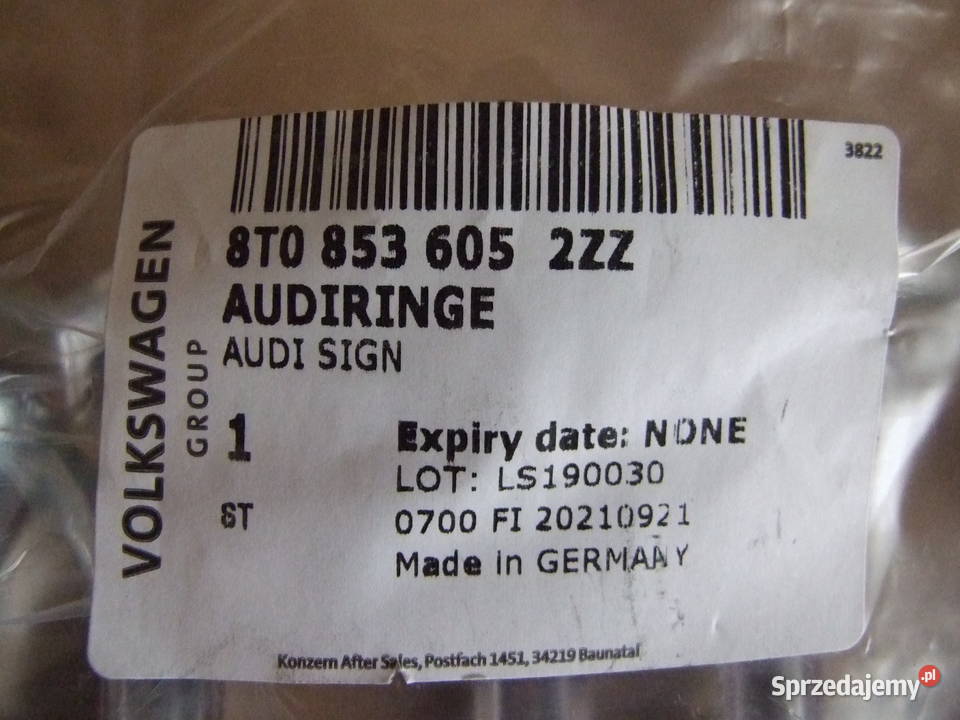 3822
8T0 853 605 2ZZ
AUDIRINGE
AUDI SIGN
VOLKSWAGEN
GROUP
1
ST
Expiry date: NONE
LOT: LS190030
0700 FI 20210921
Made in GERMANY
Konzern After Sales, Postfach 1451, 34219 Baunatal
Sprzedajemy.pl